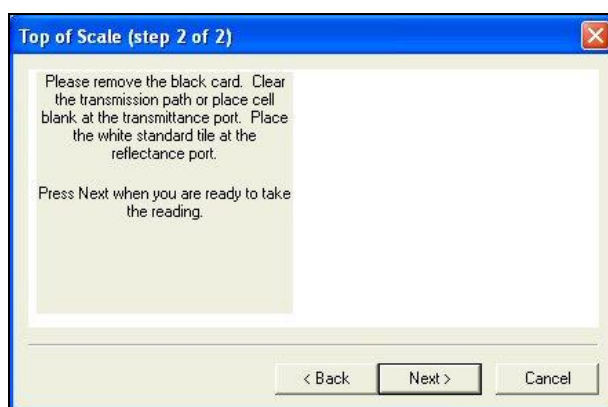 Top of Scale (step 2 of 2)
Please remove the black card. Clear
the transmission path or place cell
blank at the transmittance port. Place
the white standard tile at the
reflectance port.
Press Next when you are ready to take
the reading.
< Back
Next >
Cancel